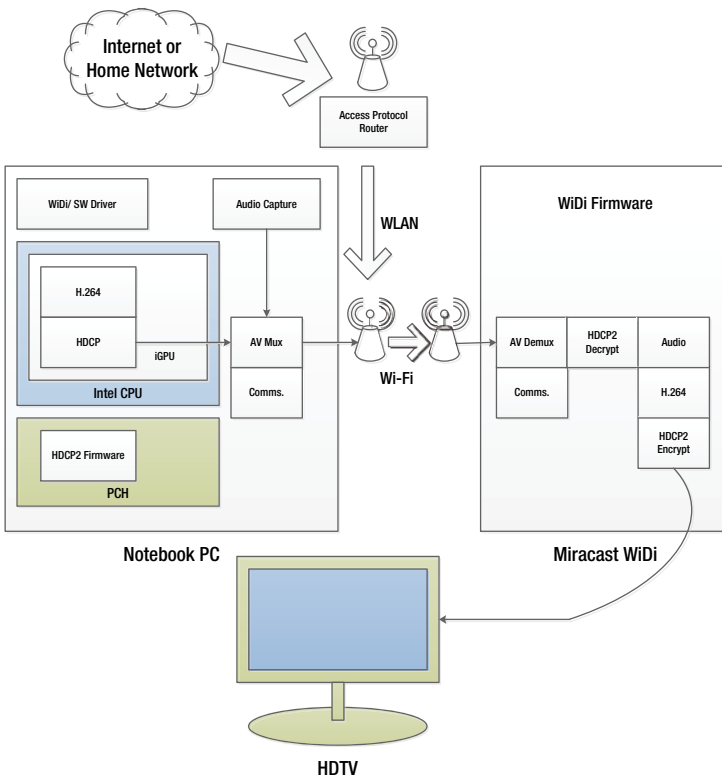 Internet or
Home Network
Access Protocol
Router
WLAN
WiDi/ SW Driver
Audio Capture
H.264
HDCP
iGPU
Intel CPU
AV Mux
Comms.
HDCP2 Firmware
PCH
Notebook PC
Wi-Fi
WiDi Firmware
AV Demux
HDCP2
Decrypt
Audio
Comms.
H.264
HDCP2
Encrypt
Miracast WiDi
HDTV